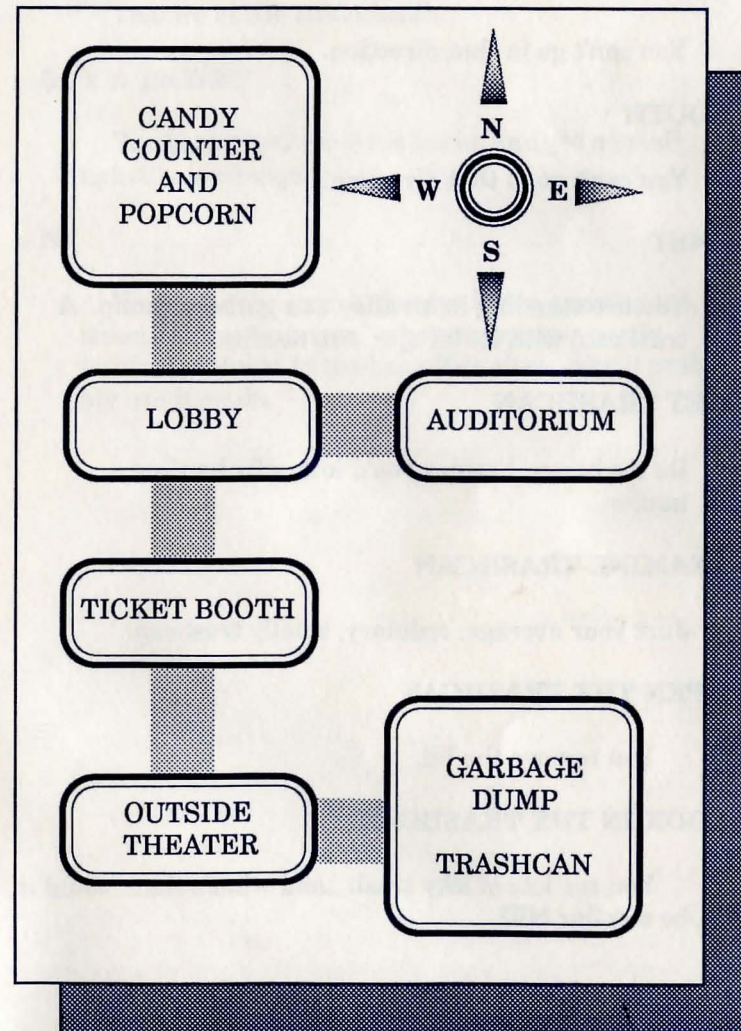 CANDY
COUNTER
AND
POPCORN
N
W
E
S
LOBBY
AUDITORIUM
TICKET BOOTH
OUTSIDE
THEATER
GARBAGE
DUMP
TRASHCAN